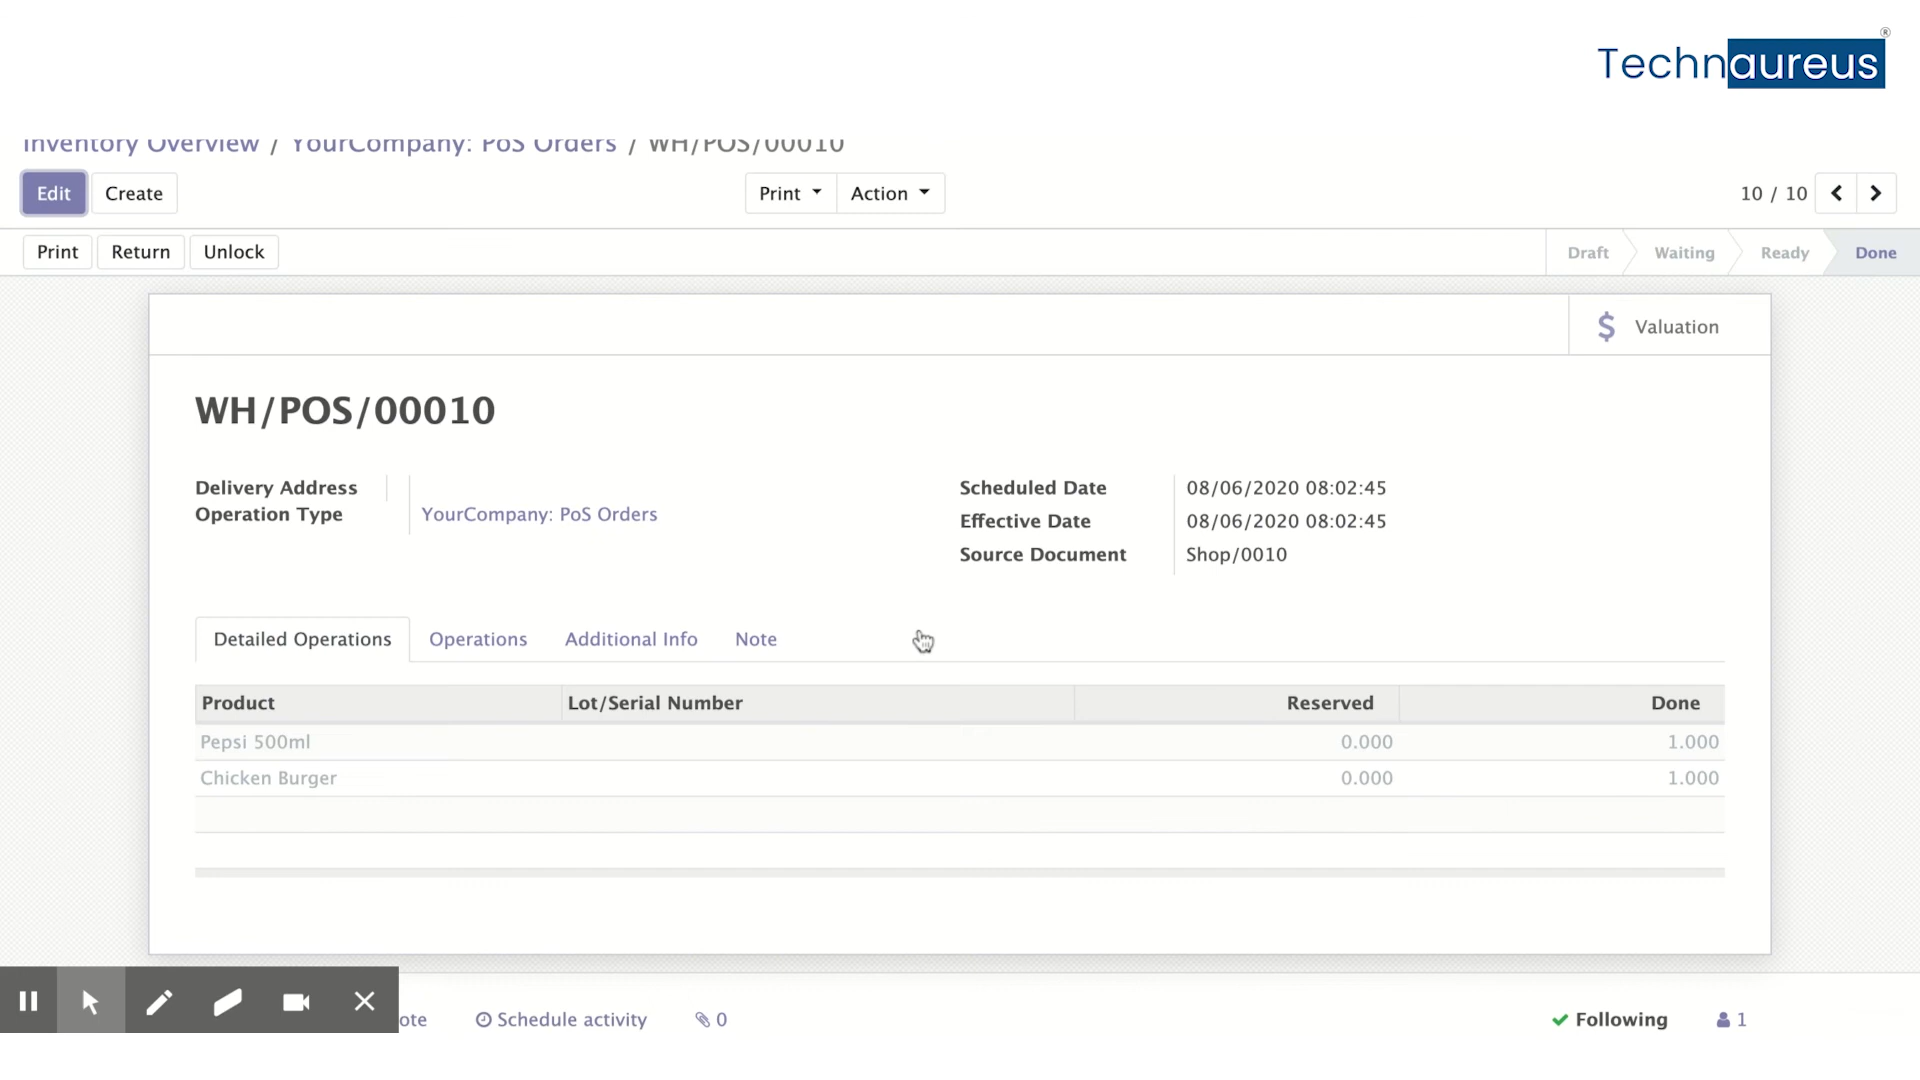 Technaureus®
Inventory Overview / YourCompany: PoS Orders / WH/POS/00010
Edit Create Print Action 10 / 10
Print Return Unlock Draft Waiting Ready Done
$ Valuation
WH/POS/00010
Delivery Address
Operation Type YourCompany: PoS Orders
Scheduled Date 08/06/2020 08:02:45
Effective Date 08/06/2020 08:02:45
Source Document Shop/0010
Detailed Operations Operations Additional Info Note
Product Lot/Serial Number Reserved Done
Pepsi 500ml 0.000 1.000
Chicken Burger 0.000 1.000
ote Schedule activity 0 Following 1